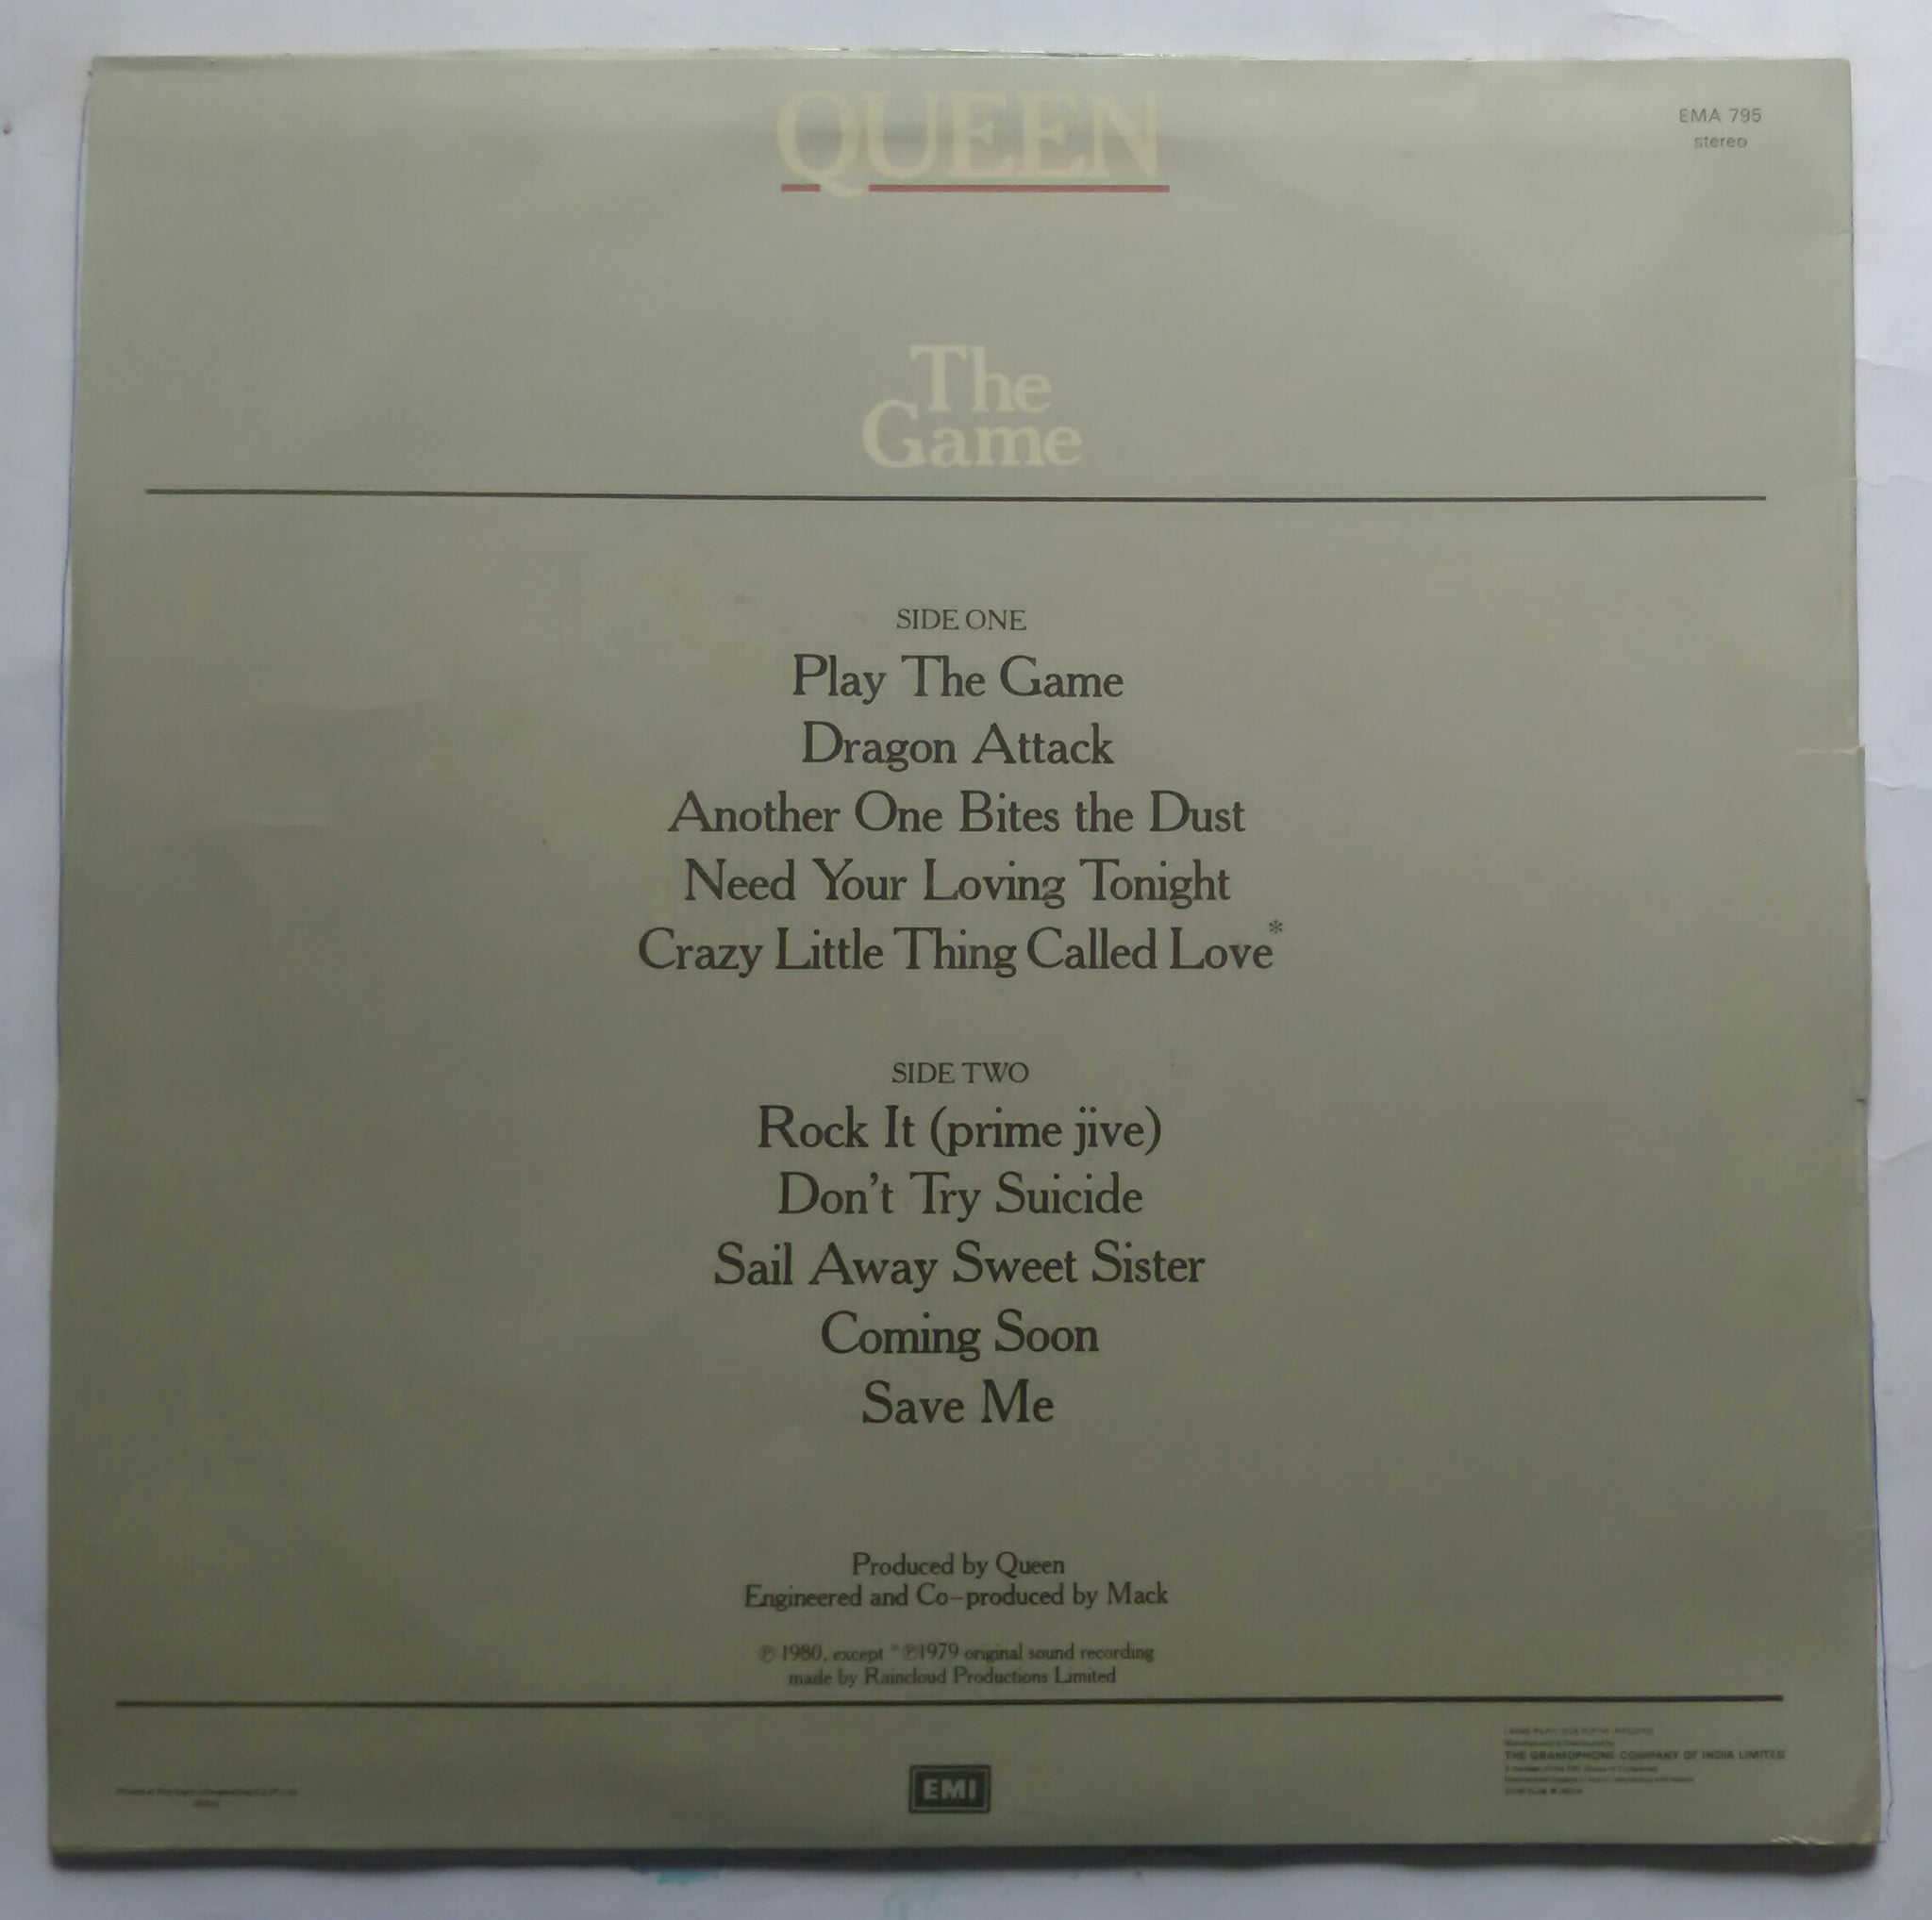 QUEEN
EMA 795
stereo
The
Game
SIDE ONE
Play The Game
Dragon Attack
Another One Bites the Dust
Need Your Loving Tonight
Crazy Little Thing Called Love*
SIDE TWO
Rock It (prime jive)
Don't Try Suicide
Sail Away Sweet Sister
Coming Soon
Save Me
Produced by Queen
Engineered and Co-produced by Mack
℗ 1980, except * ℗1979 original sound recording
made by Raincloud Productions Limited
EMI
THE GRAMOPHONE COMPANY OF INDIA LIMITED